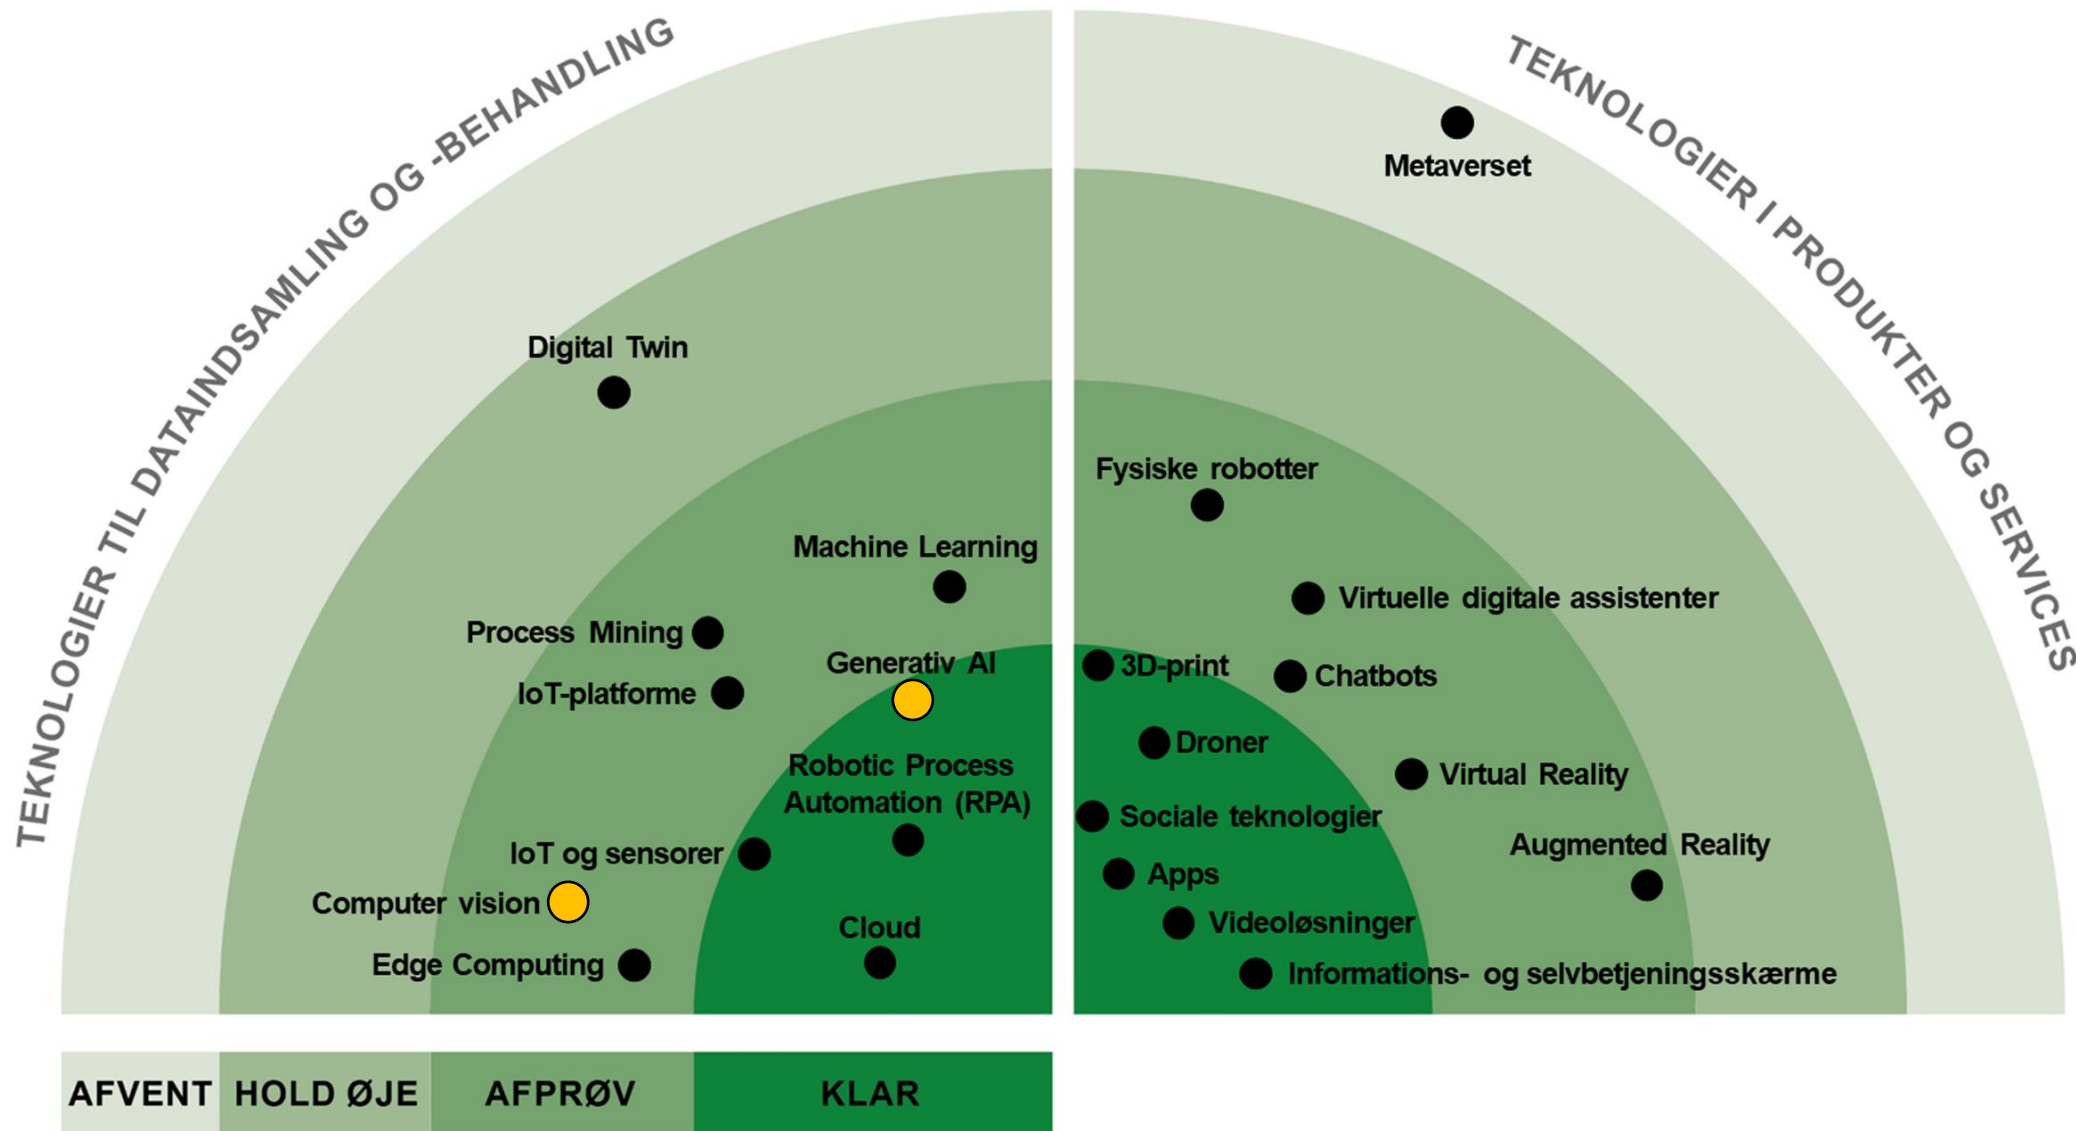 TEKNOLOGIER TIL DATAINDSAMLING OG -BEHANDLING
TEKNOLOGIER I PRODUKTER OG SERVICES
Metaverset
Digital Twin
Fysiske robotter
Machine Learning
Virtuelle digitale assistenter
Process Mining
Generativ AI
3D-print
Chatbots
IoT-platforme
Droner
Robotic Process
Automation (RPA)
Virtual Reality
Sociale teknologier
Augmented Reality
IoT og sensorer
Apps
Computer vision
Videoløsninger
Cloud
Edge Computing
Informations- og selvbetjeningsskærme
AFVENT HOLD ØJE AFPRØV KLAR